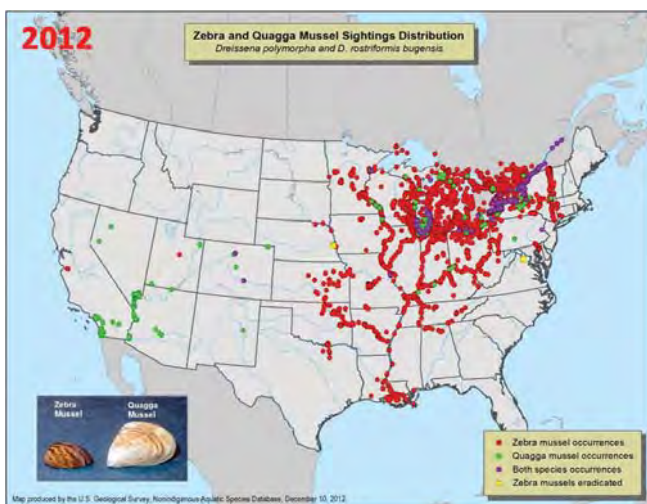 2012
Zebra and Quagga Mussel Sightings Distribution
Dreissena polymorpha and D. rostriformis bugensis
Zebra
Mussel
Quagga
Mussel
Zebra mussel occurrences
Quagga mussel occurrences
Both species occurrences
Zebra mussels eradicated
Map produced by the U.S. Geological Survey, Nonindigenous Aquatic Species Database, December 10, 2012.